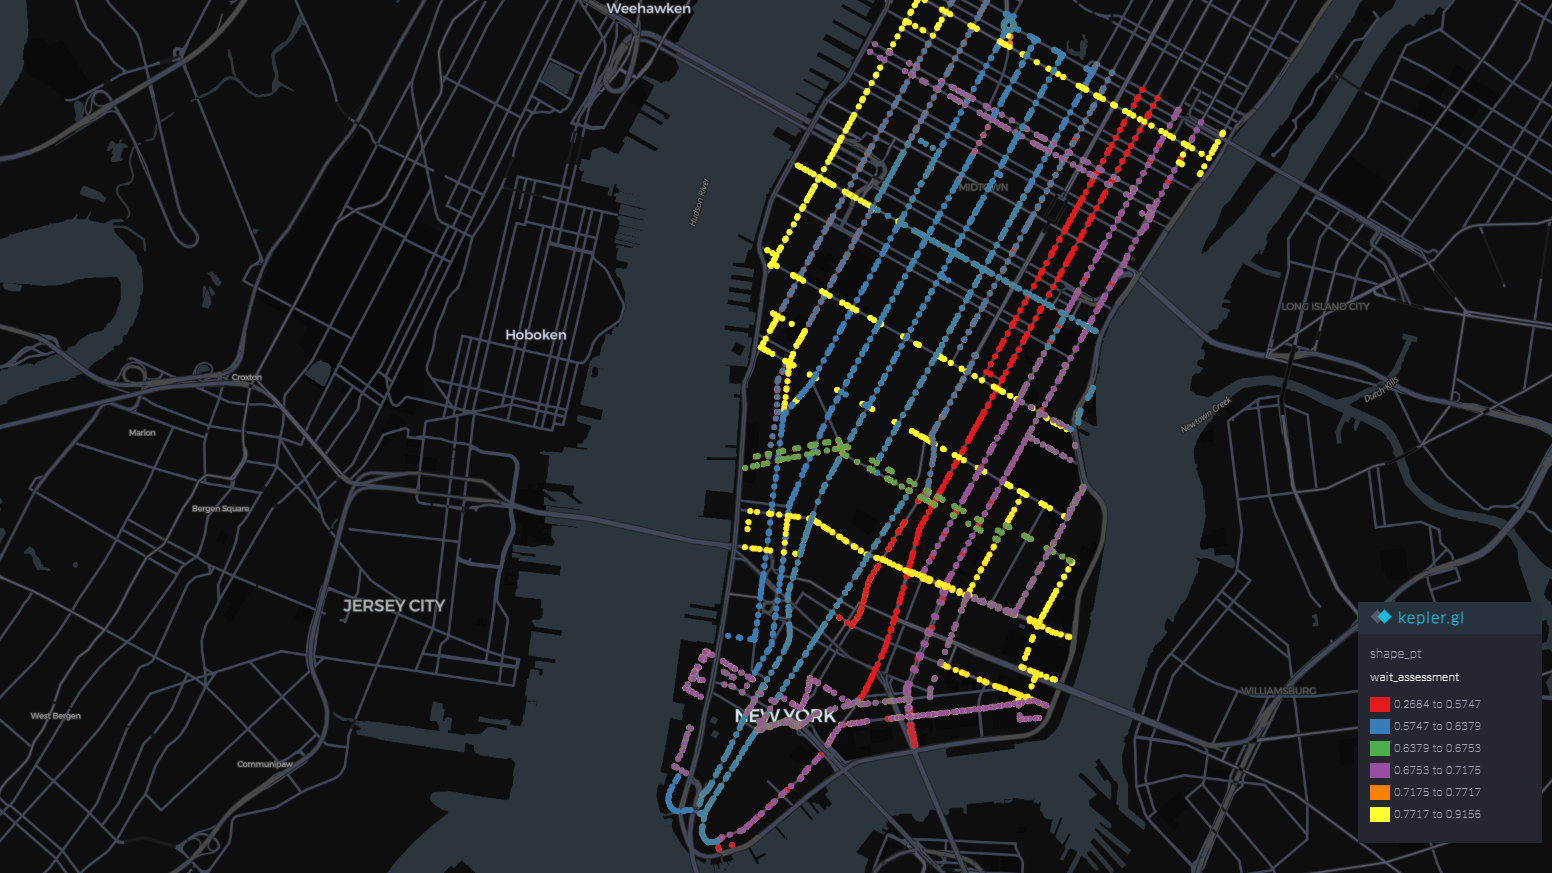 Weehawken
Hudson River
MIDTOWN
LONG ISLAND CITY
Hoboken
Croxton
Dutch Kills
Newtown Creek
Marion
Bergen Square
JERSEY CITY
WILLIAMSBURG
West Bergen
NEW YORK
Communipaw
kepler.gl
shape_pt
wait_assessment
0.2684 to 0.5747
0.5747 to 0.6379
0.6379 to 0.6753
0.6753 to 0.7175
0.7175 to 0.7717
0.7717 to 0.9156